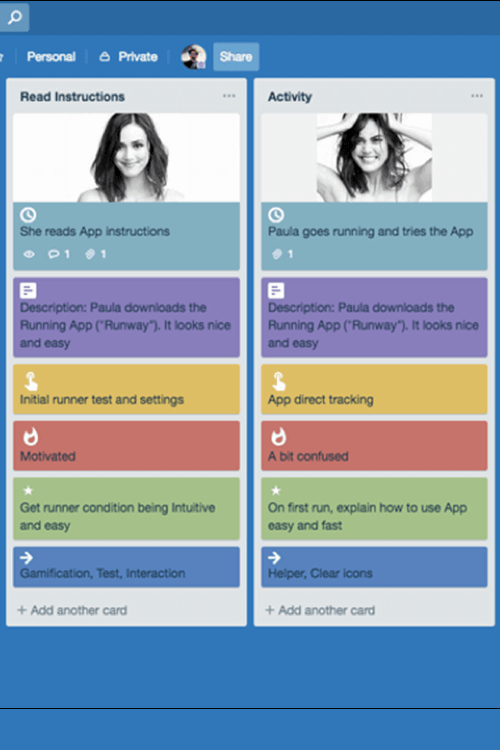 Personal
Private
Share
Read Instructions
She reads App instructions
1
1
Description: Paula downloads the
Running App ("Runway"). It looks nice
and easy
Initial runner test and settings
Motivated
Get runner condition being Intuitive
and easy
Gamification, Test, Interaction
+ Add another card
Activity
Paula goes running and tries the App
1
Description: Paula downloads the
Running App ("Runway"). It looks nice
and easy
App direct tracking
A bit confused
On first run, explain how to use App
easy and fast
Helper, Clear icons
+ Add another card